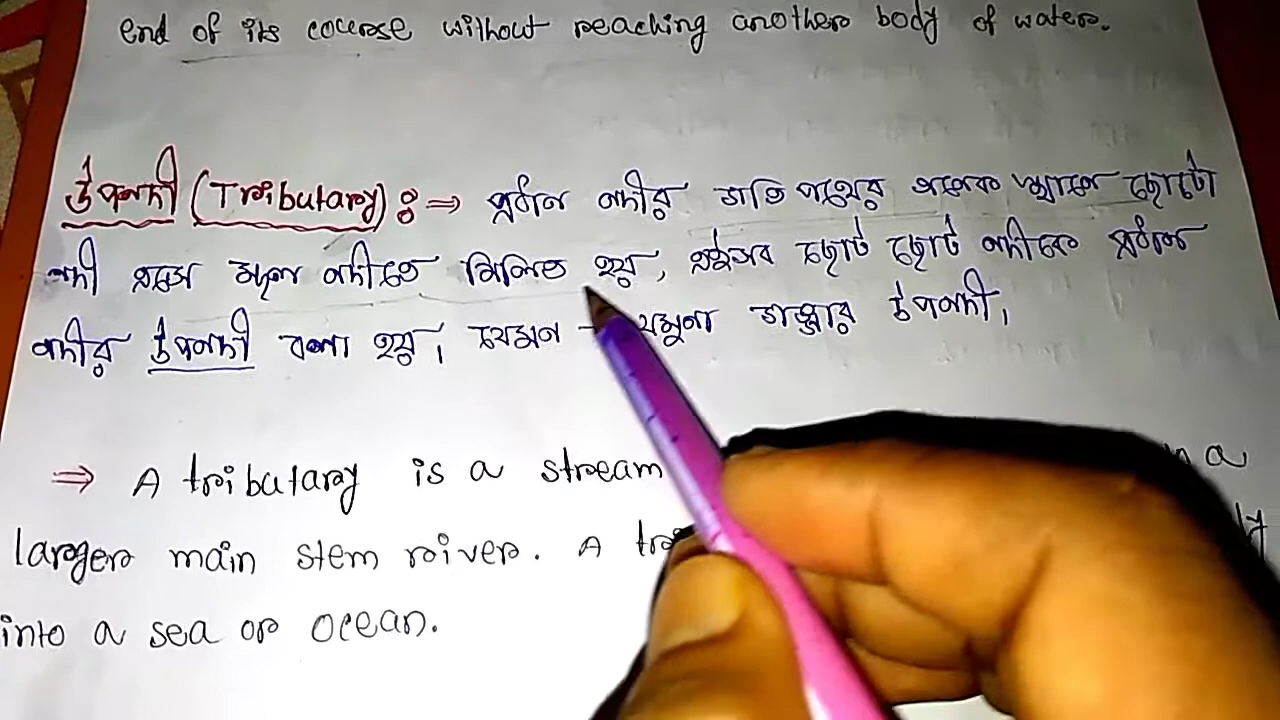 end of its course without reaching another body of water.
উপনদী (Tributary) : ⇒ প্রধান নদীর গতি পথের অনেক স্থানে ছোটো
নদী এসে মূল নদীতে মিলিত হয়, এইসব ছোট ছোট নদীকে প্রধান
নদীর উপনদী বলা হয়। যেমন - যমুনা গঙ্গার উপনদী।
⇒ A tributary is a stream a
larger main stem river. A
into a sea or ocean.